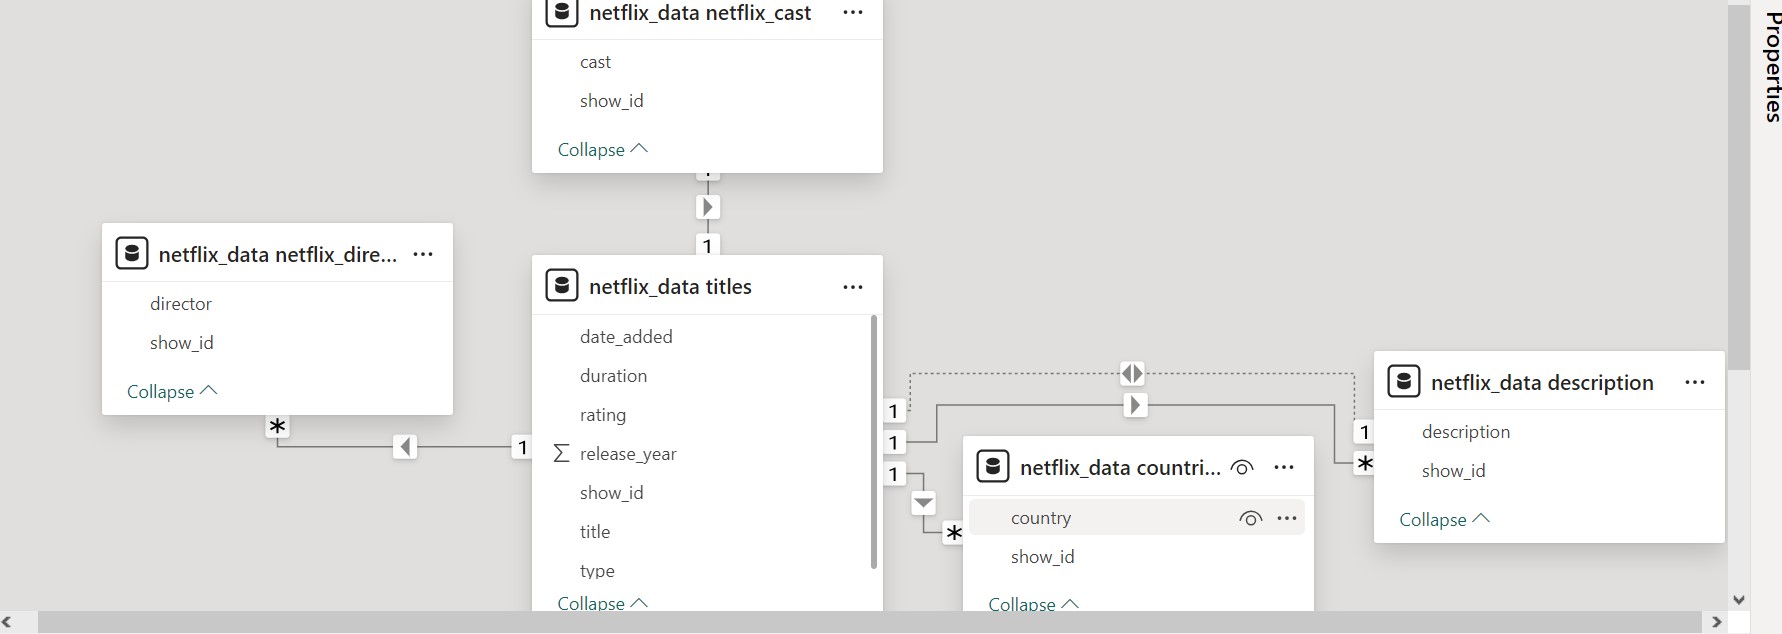 netflix_data netflix_cast
cast
show_id
Collapse
1
netflix_data netflix_dire...
director
show_id
Collapse
*
1
netflix_data titles
date_added
duration
rating
Σ release_year
show_id
title
type
Collapse
1
1
1
*
netflix_data countri...
country
show_id
Collapse
1
*
netflix_data description
description
show_id
Collapse
Properties